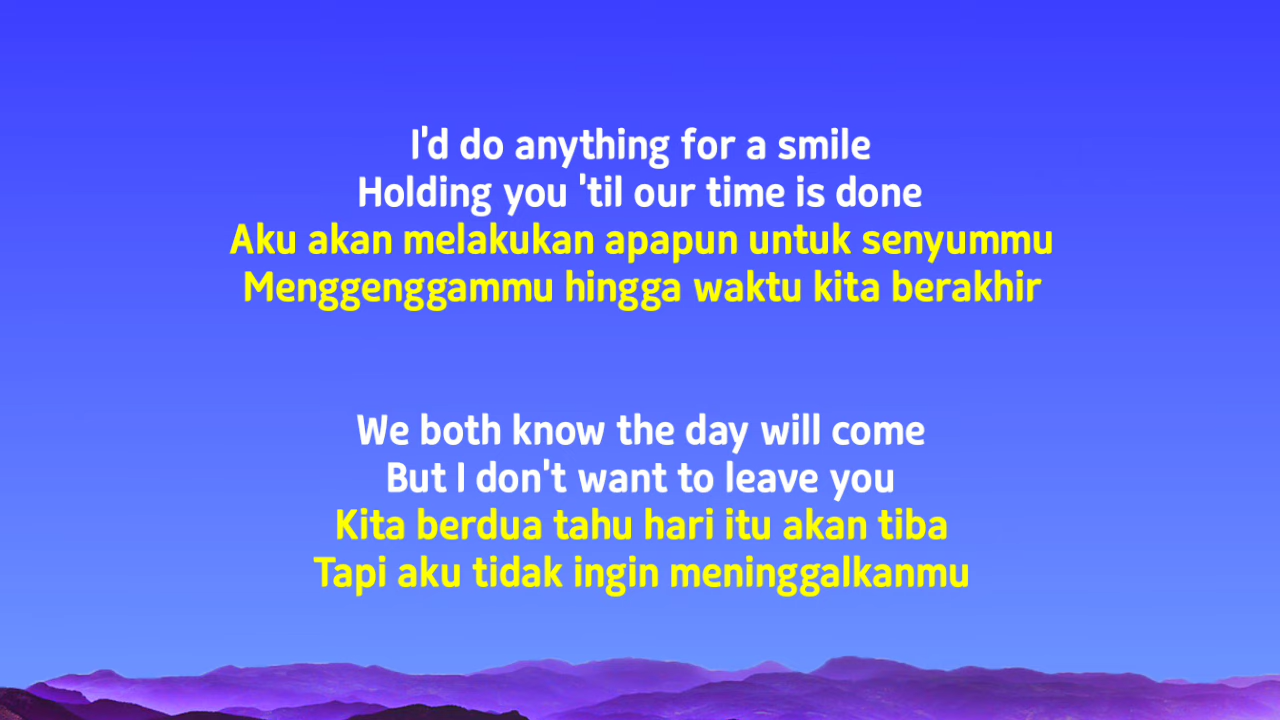 I'd do anything for a smile
Holding you 'til our time is done
Aku akan melakukan apapun untuk senyummu
Menggenggammu hingga waktu kita berakhir
We both know the day will come
But I don't want to leave you
Kita berdua tahu hari itu akan tiba
Tapi aku tidak ingin meninggalkanmu